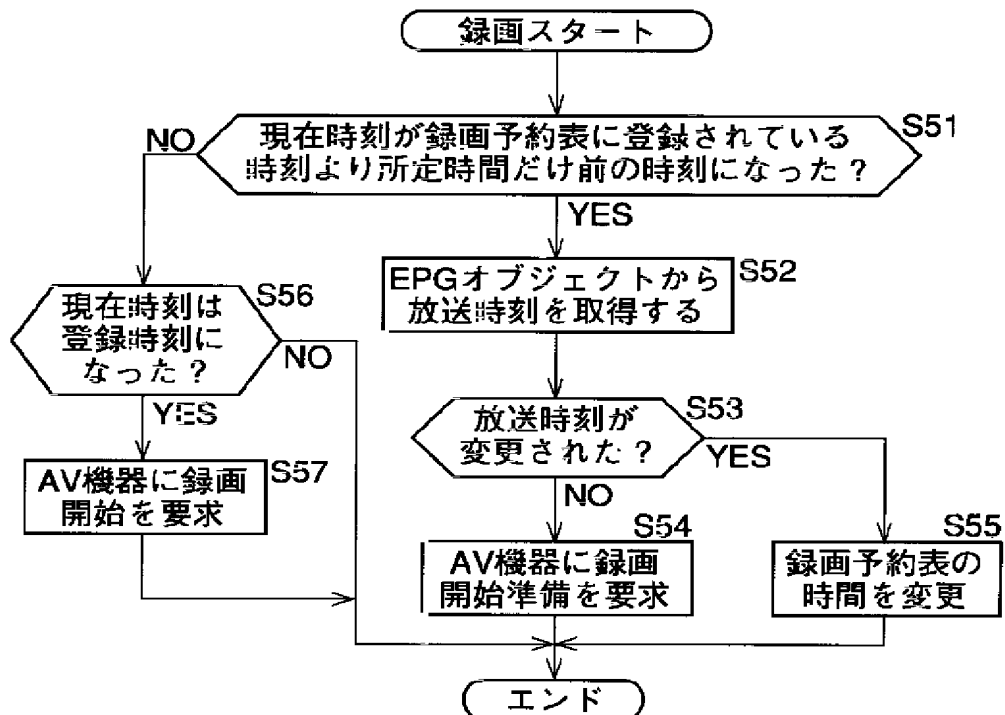 録画スタート
S51
現在時刻が録画予約表に登録されている
時刻より所定時間だけ前の時刻になった？
NO
YES
S52
EPGオブジェクトから
放送時刻を取得する
S56
現在時刻は
登録時刻に
なった？
NO
YES
S53
放送時刻が
変更された？
YES
NO
S57
AV機器に録画
開始を要求
S54
AV機器に録画
開始準備を要求
S55
録画予約表の
時間を変更
エンド